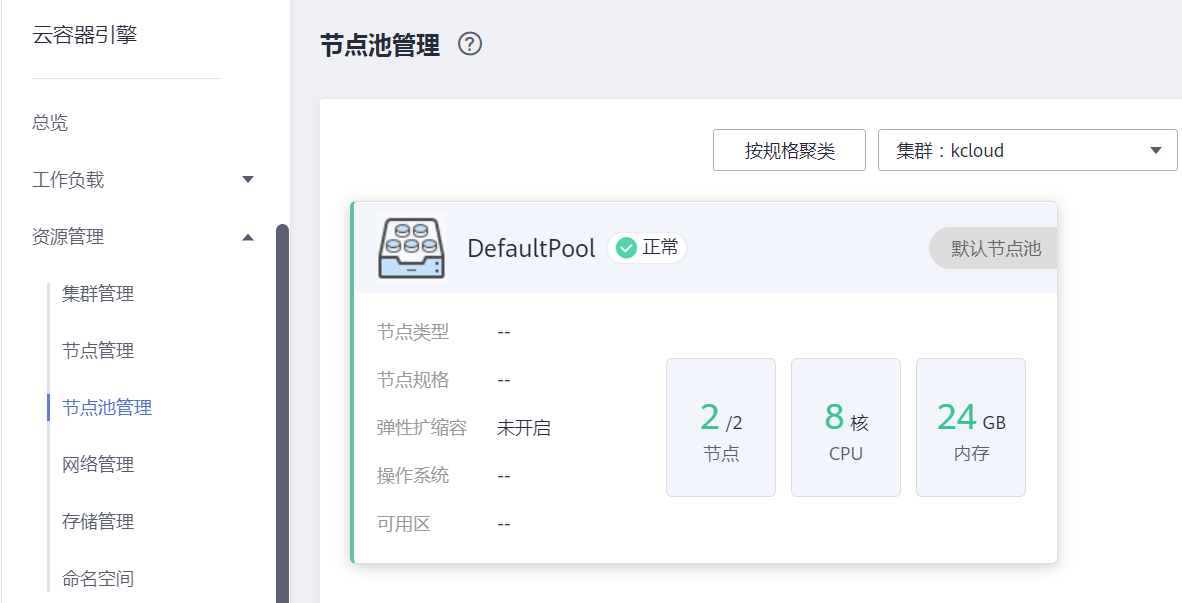 云容器引擎
总览
工作负载
资源管理
集群管理
节点管理
节点池管理
网络管理
存储管理
命名空间
节点池管理 ?
按规格聚类
集群：kcloud
DefaultPool
正常
默认节点池
节点类型 --
节点规格 --
弹性扩缩容 未开启
操作系统 --
可用区 --
2 /2
节点
8 核
CPU
24 GB
内存